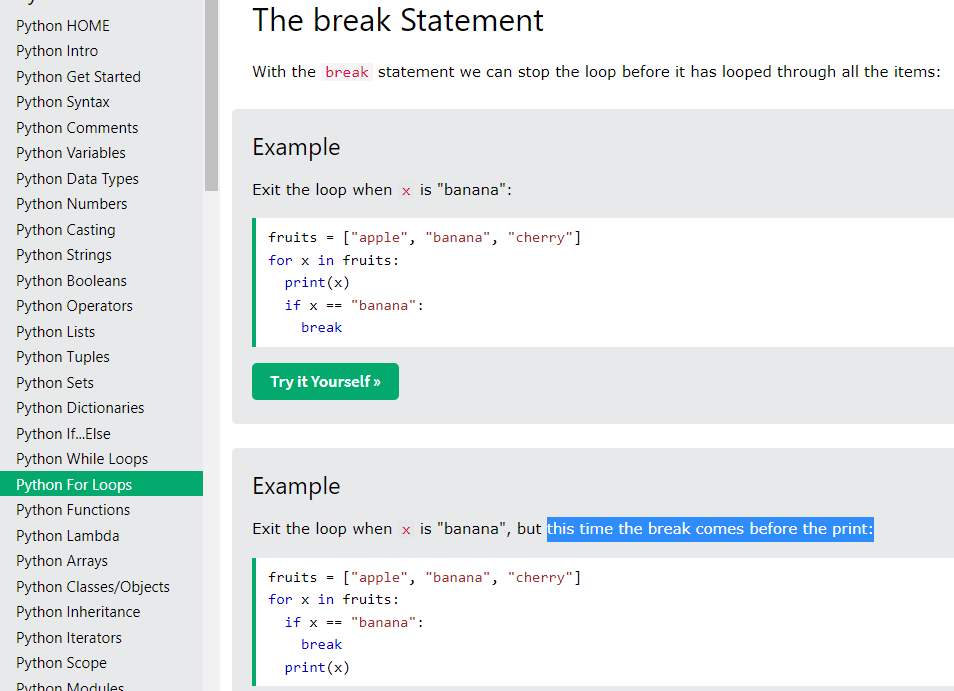 Python HOME
Python Intro
Python Get Started
Python Syntax
Python Comments
Python Variables
Python Data Types
Python Numbers
Python Casting
Python Strings
Python Booleans
Python Operators
Python Lists
Python Tuples
Python Sets
Python Dictionaries
Python If...Else
Python While Loops
Python For Loops
Python Functions
Python Lambda
Python Arrays
Python Classes/Objects
Python Inheritance
Python Iterators
Python Scope
Python Modules
The break Statement
With the break statement we can stop the loop before it has looped through all the items:
Example
Exit the loop when x is "banana":
fruits = ["apple", "banana", "cherry"]
for x in fruits:
  print(x)
  if x == "banana":
    break
Try it Yourself »
Example
Exit the loop when x is "banana", but this time the break comes before the print:
fruits = ["apple", "banana", "cherry"]
for x in fruits:
  if x == "banana":
    break
  print(x)